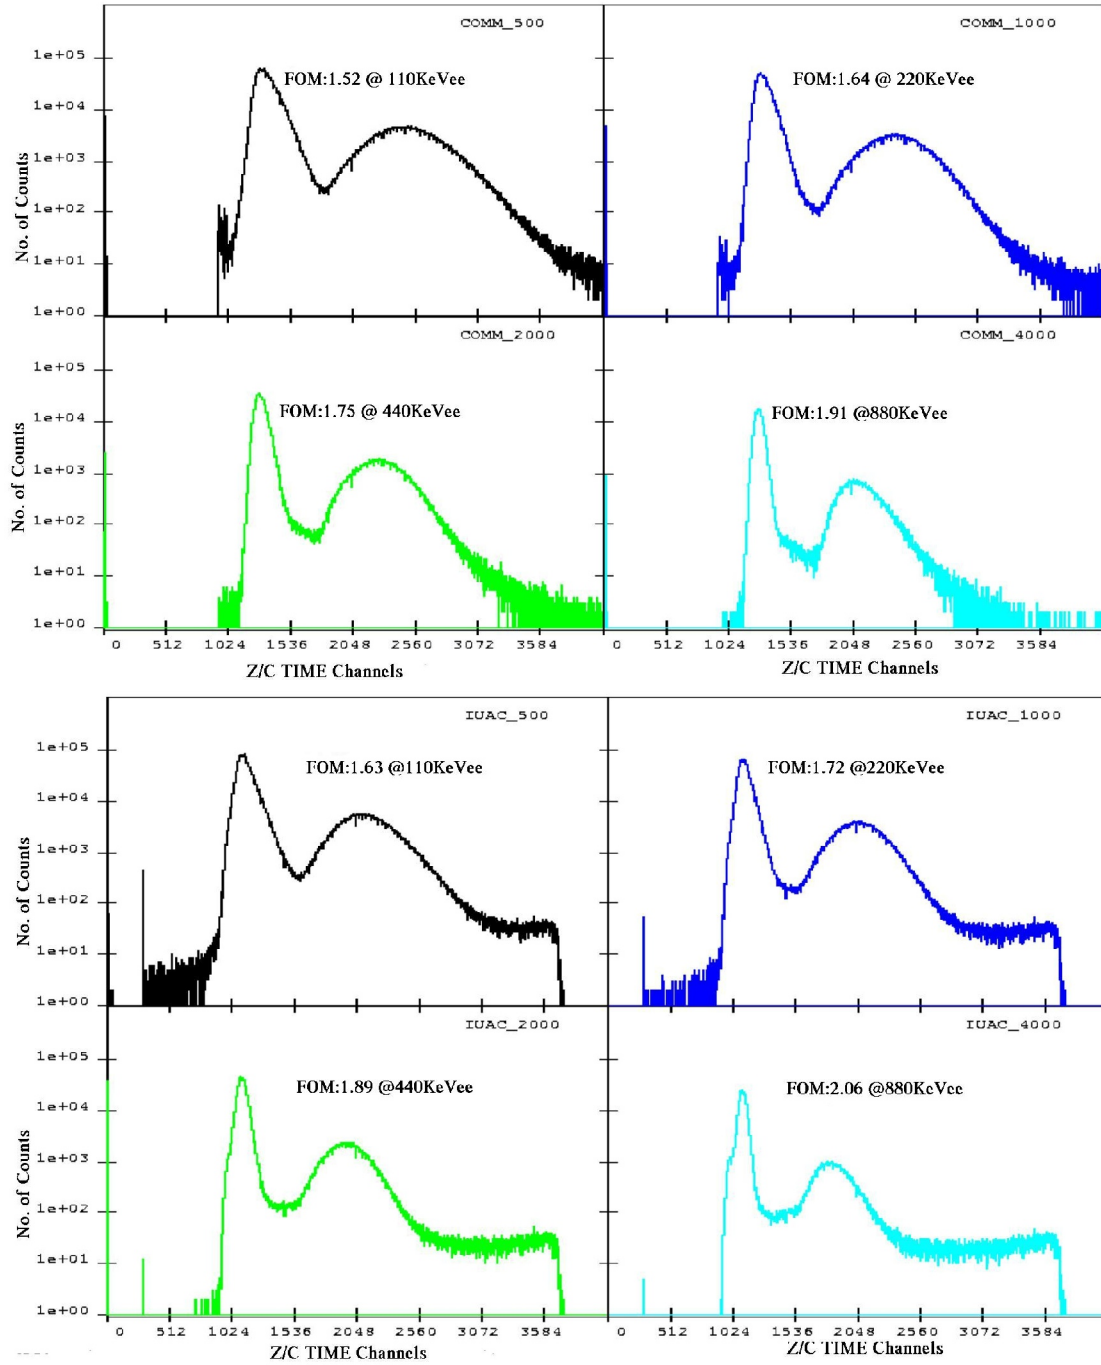 COMM_500
COMM_1000
1e+05
FOM:1.52 @ 110KeVee
FOM:1.64 @ 220KeVee
1e+04
1e+03
1e+02
1e+01
1e+00
No. of Counts
COMM_2000
COMM_4000
1e+05
FOM:1.75 @ 440KeVee
FOM:1.91 @880KeVee
1e+04
1e+03
1e+02
1e+01
1e+00
No. of Counts
0 512 1024 1536 2048 2560 3072 3584
0 512 1024 1536 2048 2560 3072 3584
Z/C TIME Channels
Z/C TIME Channels
IUAC_500
IUAC_1000
1e+05
FOM:1.63 @110KeVee
FOM:1.72 @220KeVee
1e+04
1e+03
1e+02
1e+01
1e+00
No. of Counts
IUAC_2000
IUAC_4000
1e+05
FOM:1.89 @440KeVee
FOM:2.06 @880KeVee
1e+04
1e+03
1e+02
1e+01
1e+00
No. of Counts
0 512 1024 1536 2048 2560 3072 3584
0 512 1024 1536 2048 2560 3072 3584
Z/C TIME Channels
Z/C TIME Channels